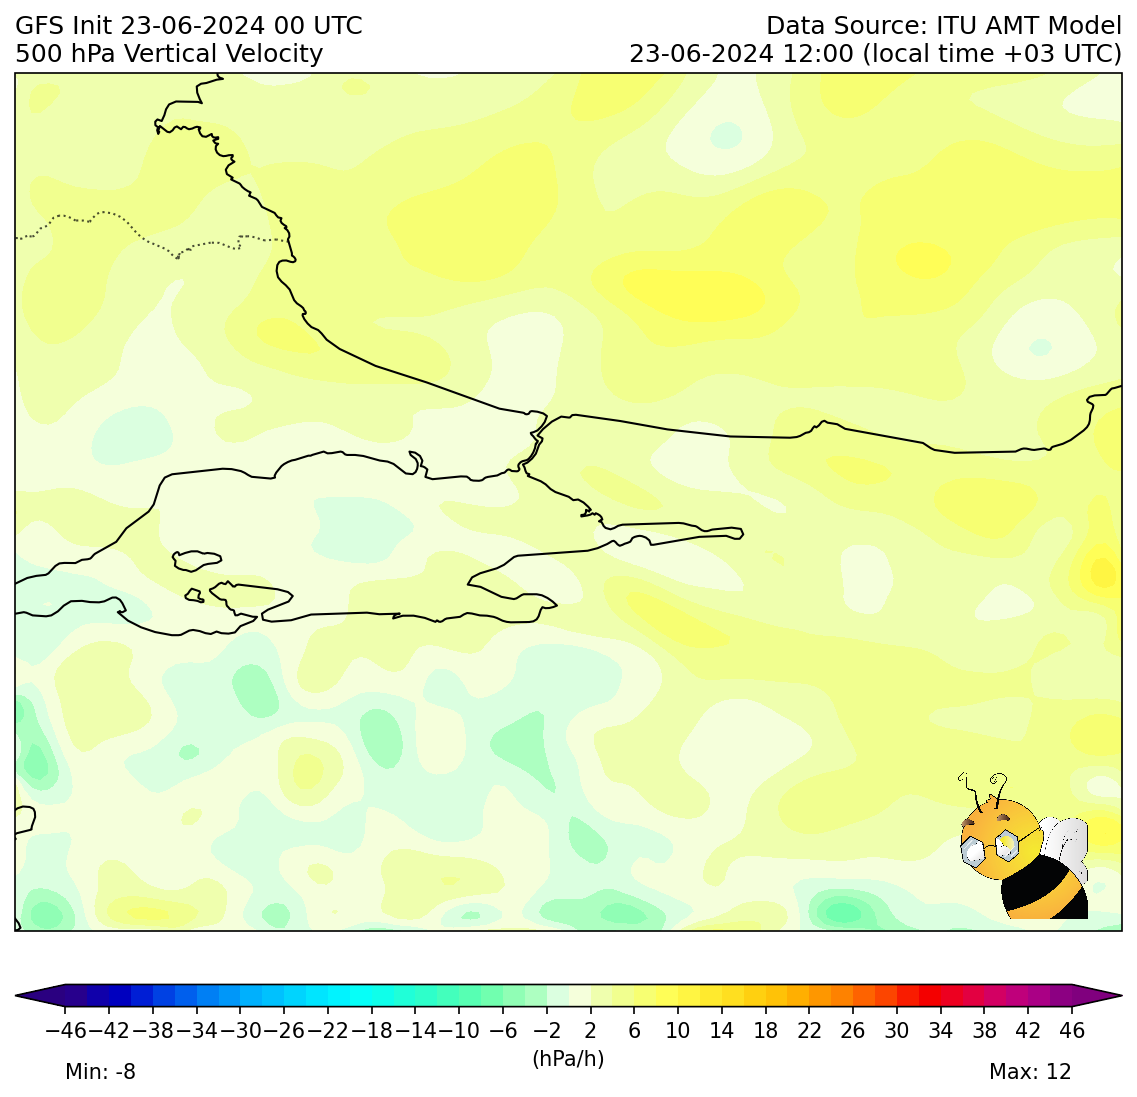 GFS Init 23-06-2024 00 UTC
500 hPa Vertical Velocity
Data Source: ITU AMT Model
23-06-2024 12:00 (local time +03 UTC)
−46 −42 −38 −34 −30 −26 −22 −18 −14 −10 −6 −2 2 6 10 14 18 22 26 30 34 38 42 46
(hPa/h)
Min: -8
Max: 12